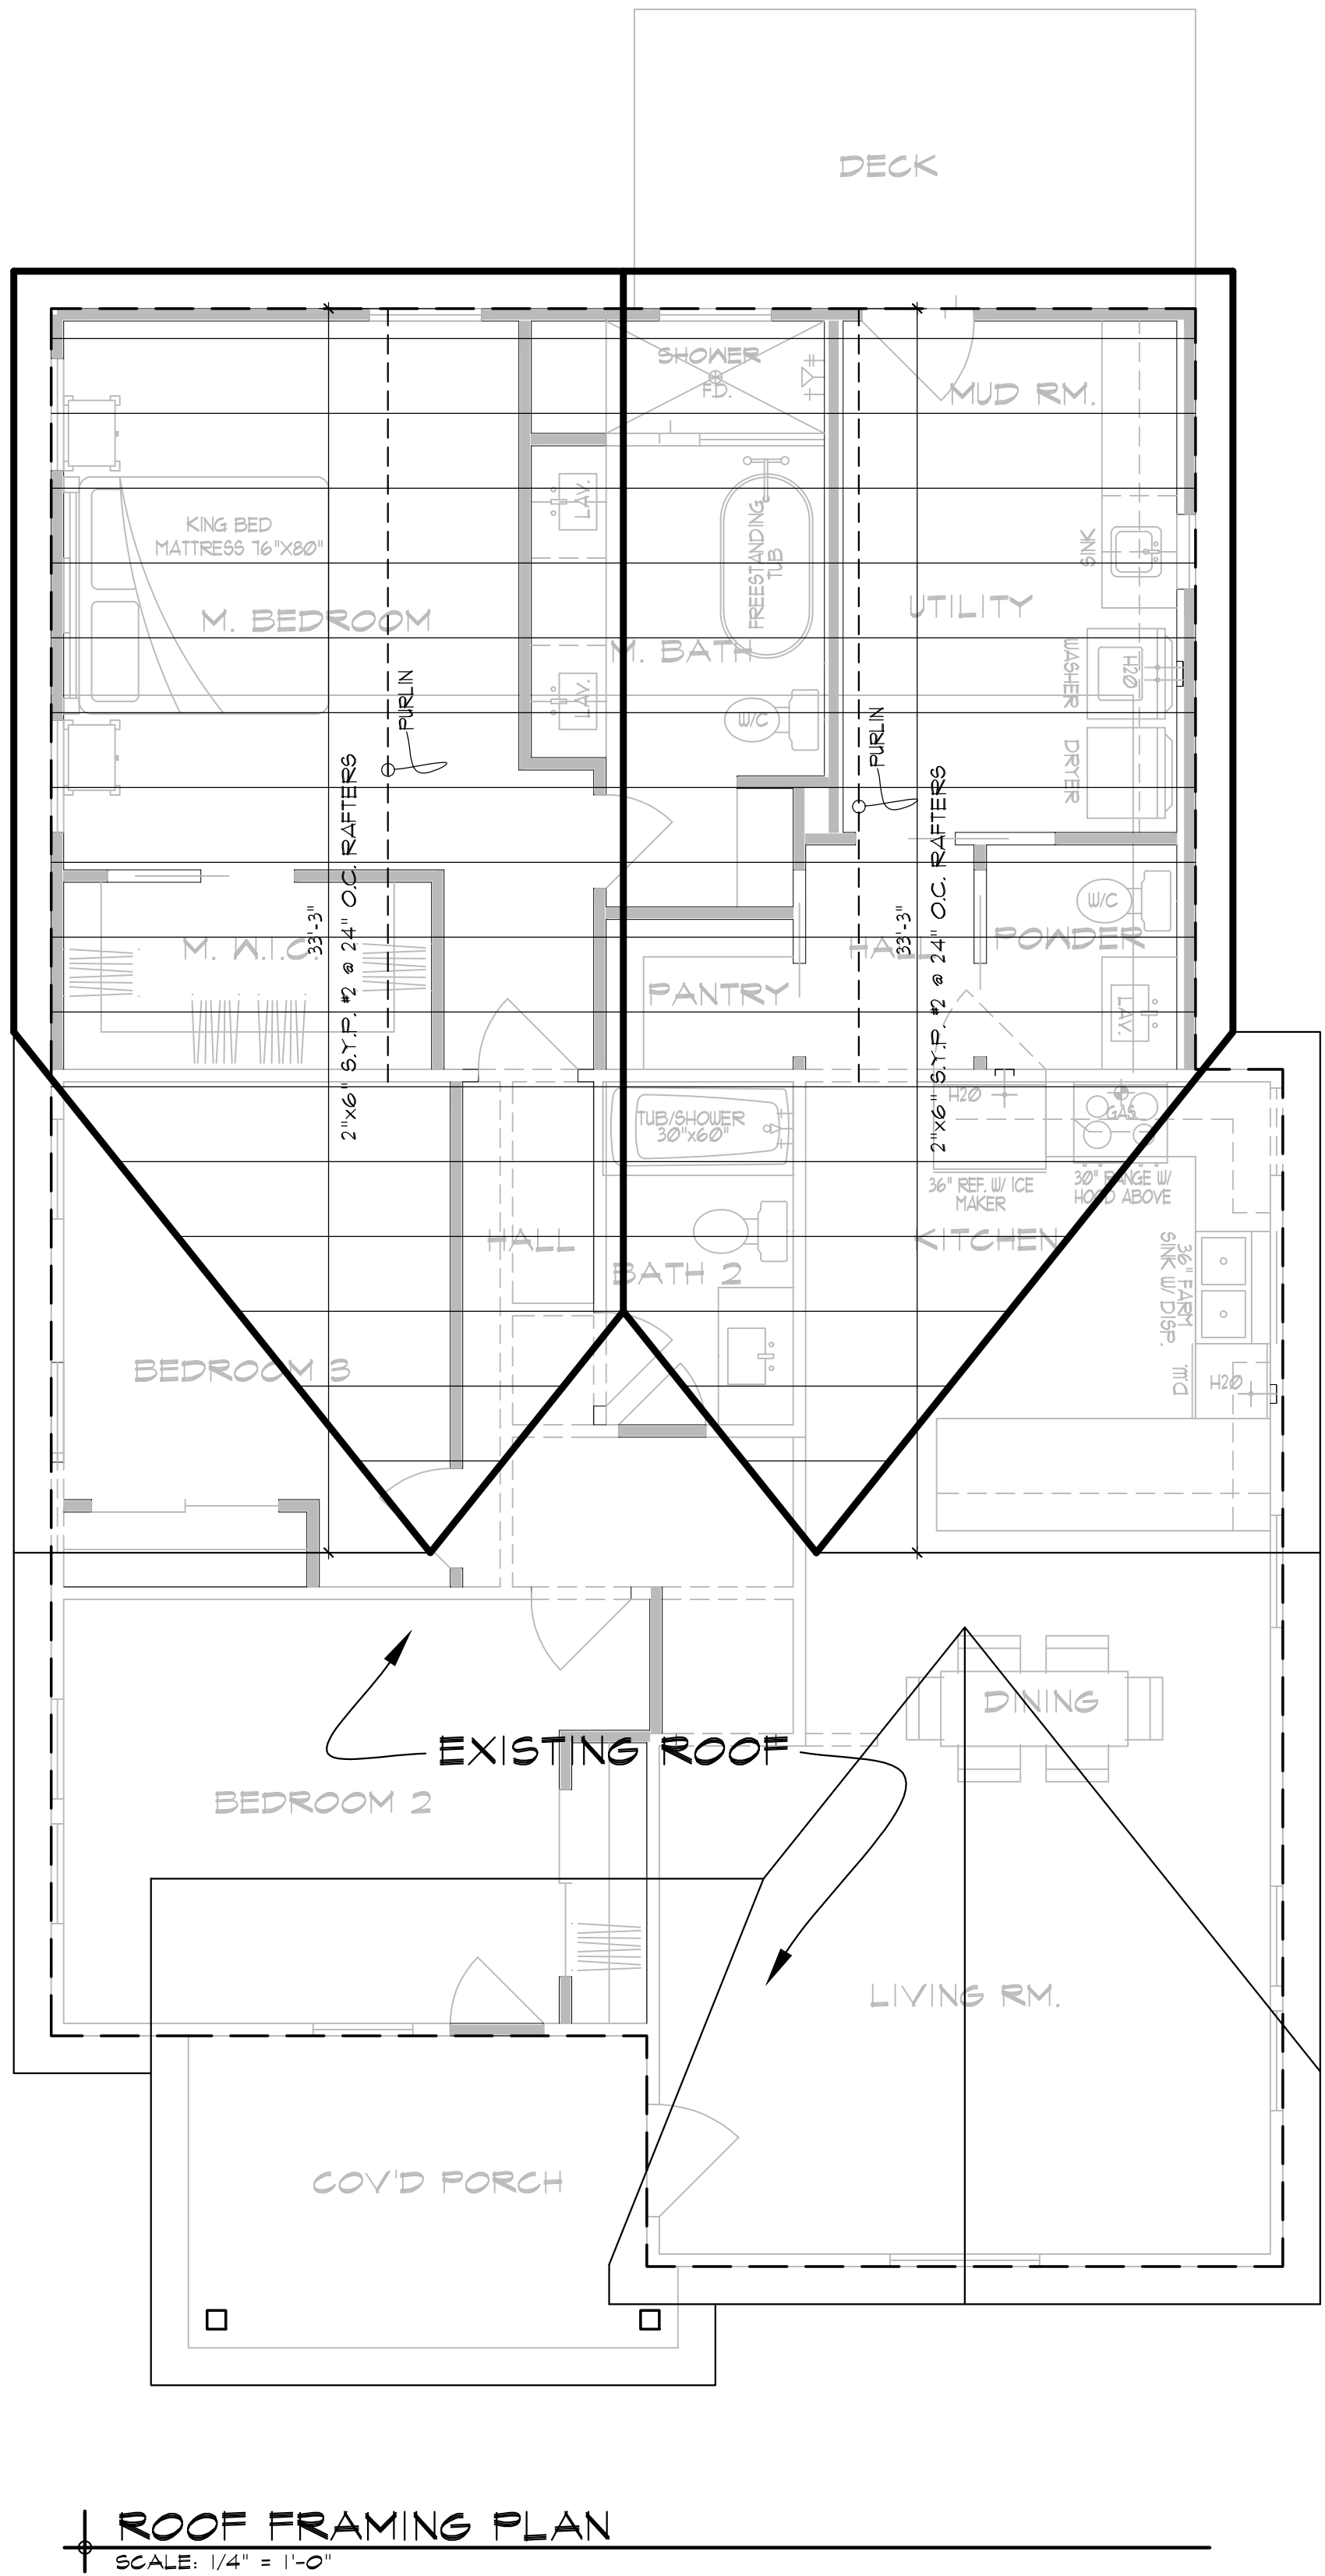 DECK
SHOWER
F.D.
MUD RM.
LAV.
KING BED
MATTRESS 76"X80"
FREESTANDING
TUB
SINK
M. BEDROOM
UTILITY
M. BATH
WASHER
H2Ø
LAV.
PURLIN
W/C
PURLIN
DRYER
2"x6" S.Y.P. #2 @ 24" O.C. RAFTERS
2"x6" S.Y.P. #2 @ 24" O.C. RAFTERS
33'-3"
33'-3"
W/C
M. W.I.C.
HALL
POWDER
PANTRY
LAV.
H2Ø
GAS
TUB/SHOWER
30"x60"
36" REF. W/ ICE
MAKER
30" RANGE W/
HOOD ABOVE
HALL
KITCHEN
BATH 2
36" FARM
SINK W/ DISP.
BEDROOM 3
D.W.
H2Ø
DINING
EXISTING ROOF
BEDROOM 2
LIVING RM.
COV'D PORCH
ROOF FRAMING PLAN
SCALE: 1/4" = 1'-0"